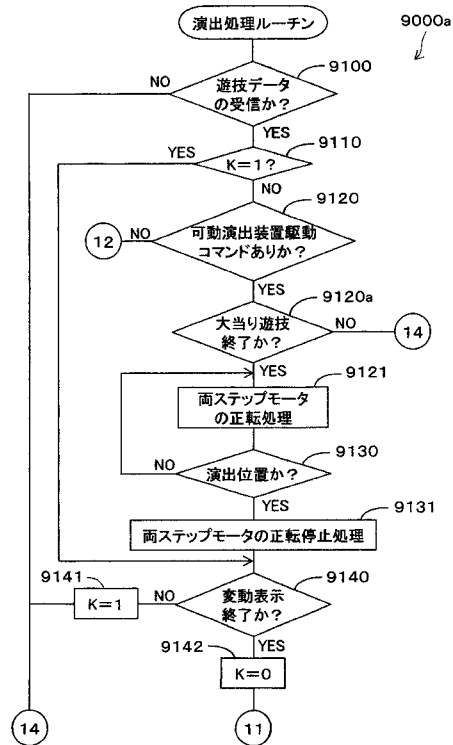 演出処理ルーチン
9000a
9100
NO
遊技データ
の受信か？
YES
9110
YES
K＝1？
NO
9120
12
NO
可動演出装置駆動
コマンドありか？
YES
9120a
大当り遊技
終了か？
NO
14
YES
9121
両ステップモータ
の正転処理
9130
NO
演出位置か？
YES
9131
両ステップモータの正転停止処理
9141
9140
K＝1
NO
変動表示
終了か？
9142
YES
K＝0
14
11